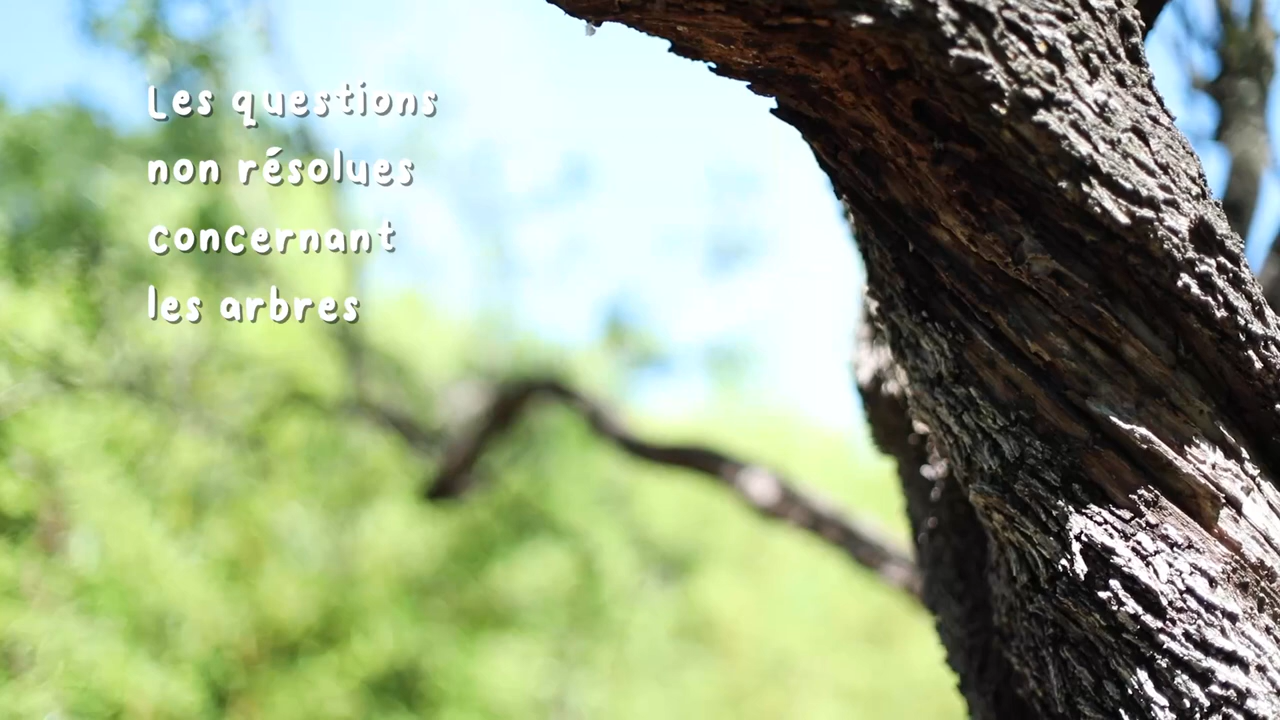 Les questions
non résolues
concernant
les arbres